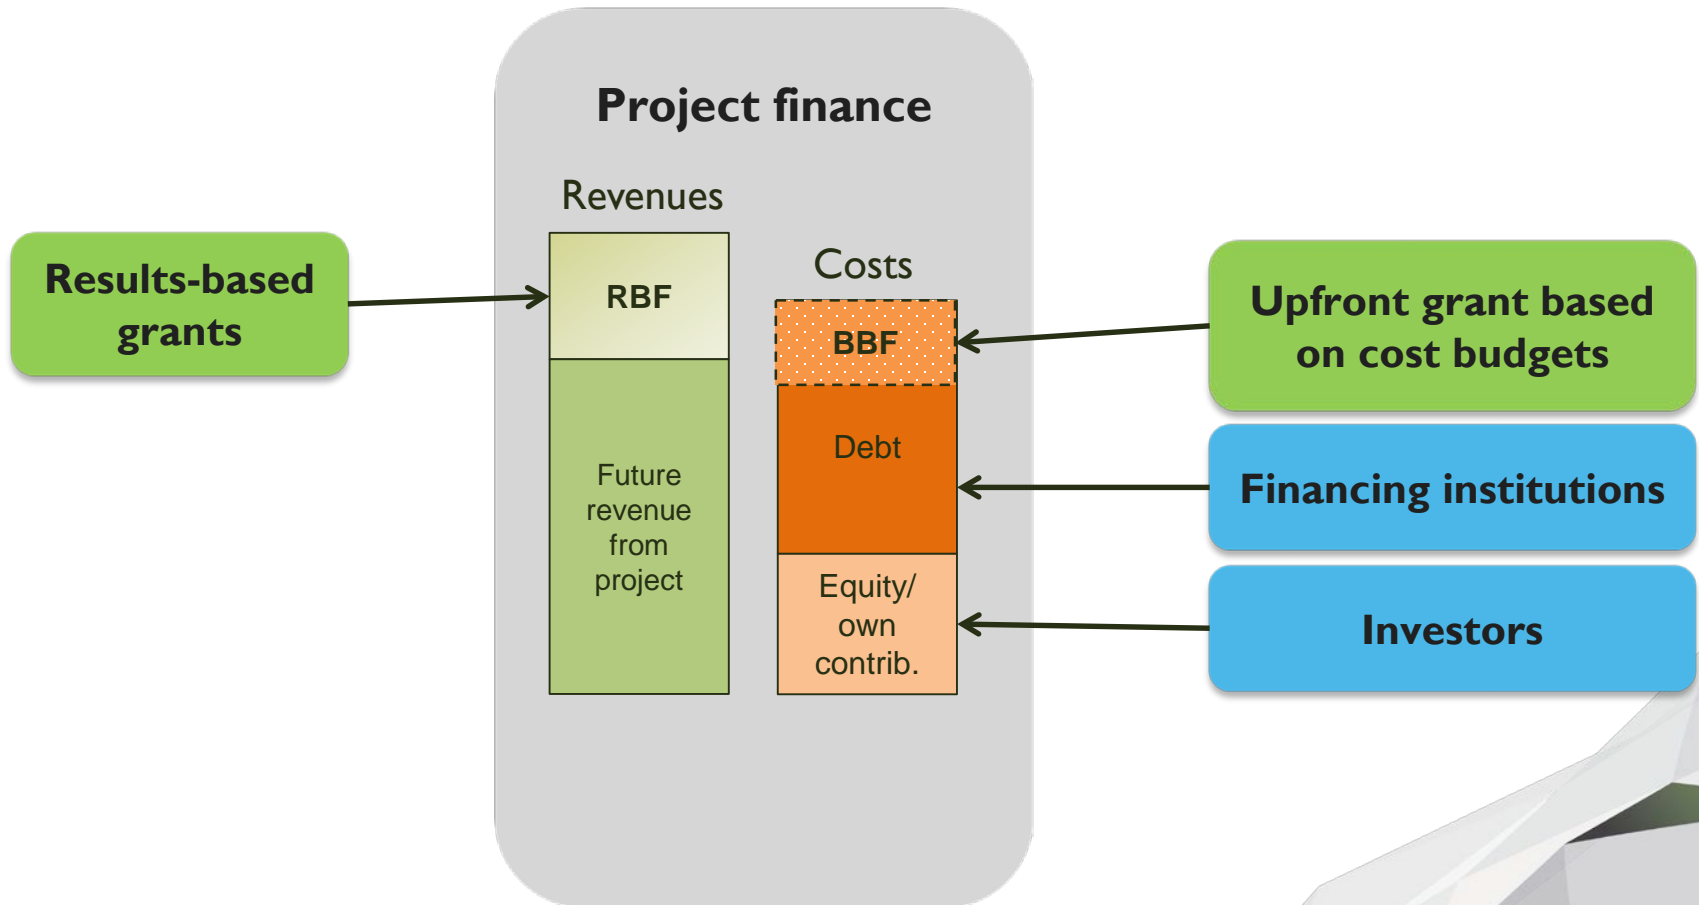 Project finance
Revenues
Costs
Results-based
grants
RBF
Future
revenue
from
project
BBF
Debt
Equity/
own
contrib.
Upfront grant based
on cost budgets
Financing institutions
Investors